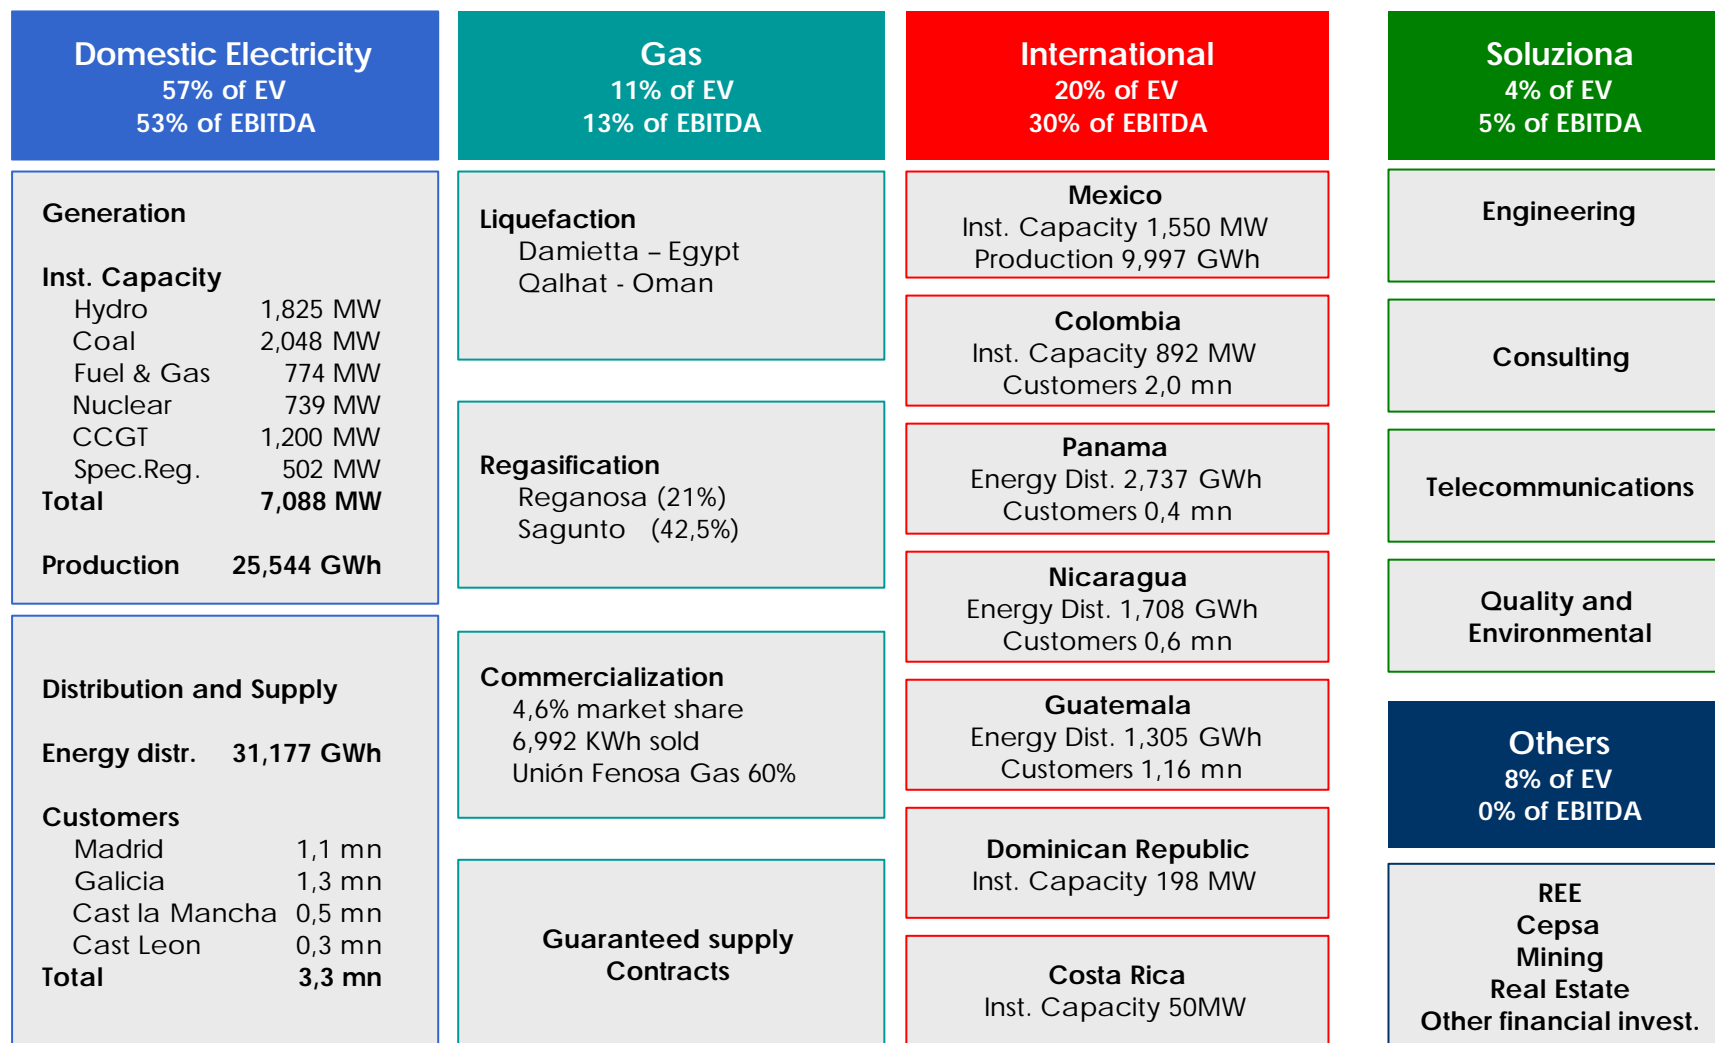 Domestic Electricity
57% of EV
53% of EBITDA
Generation
Inst. Capacity
Hydro 1,825 MW
Coal 2,048 MW
Fuel & Gas 774 MW
Nuclear 739 MW
CCGT 1,200 MW
Spec.Reg. 502 MW
Total 7,088 MW
Production 25,544 GWh
Distribution and Supply
Energy distr. 31,177 GWh
Customers
Madrid 1,1 mn
Galicia 1,3 mn
Cast la Mancha 0,5 mn
Cast Leon 0,3 mn
Total 3,3 mn
Gas
11% of EV
13% of EBITDA
Liquefaction
Damietta – Egypt
Qalhat - Oman
Regasification
Reganosa (21%)
Sagunto (42,5%)
Commercialization
4,6% market share
6,992 KWh sold
Unión Fenosa Gas 60%
Guaranteed supply
Contracts
International
20% of EV
30% of EBITDA
Mexico
Inst. Capacity 1,550 MW
Production 9,997 GWh
Colombia
Inst. Capacity 892 MW
Customers 2,0 mn
Panama
Energy Dist. 2,737 GWh
Customers 0,4 mn
Nicaragua
Energy Dist. 1,708 GWh
Customers 0,6 mn
Guatemala
Energy Dist. 1,305 GWh
Customers 1,16 mn
Dominican Republic
Inst. Capacity 198 MW
Costa Rica
Inst. Capacity 50MW
Soluziona
4% of EV
5% of EBITDA
Engineering
Consulting
Telecommunications
Quality and
Environmental
Others
8% of EV
0% of EBITDA
REE
Cepsa
Mining
Real Estate
Other financial invest.